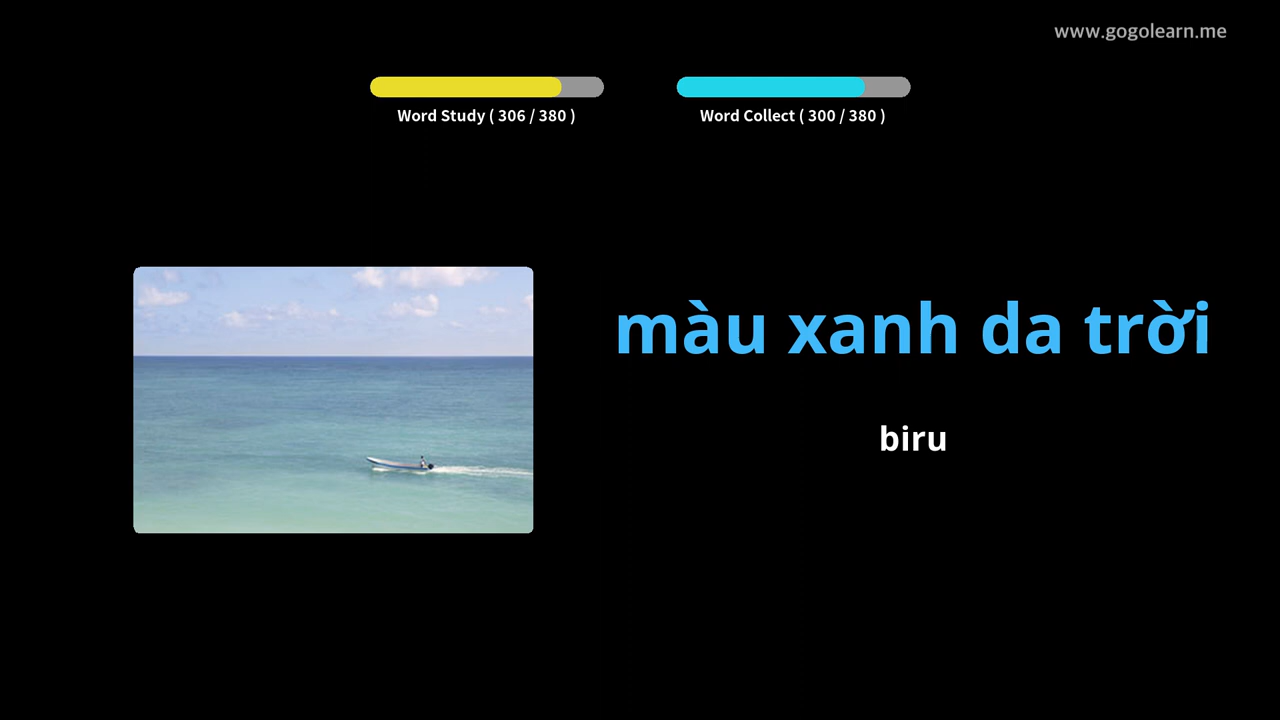 www.gogolearn.me
Word Study ( 306 / 380 )
Word Collect ( 300 / 380 )
màu xanh da trời
biru